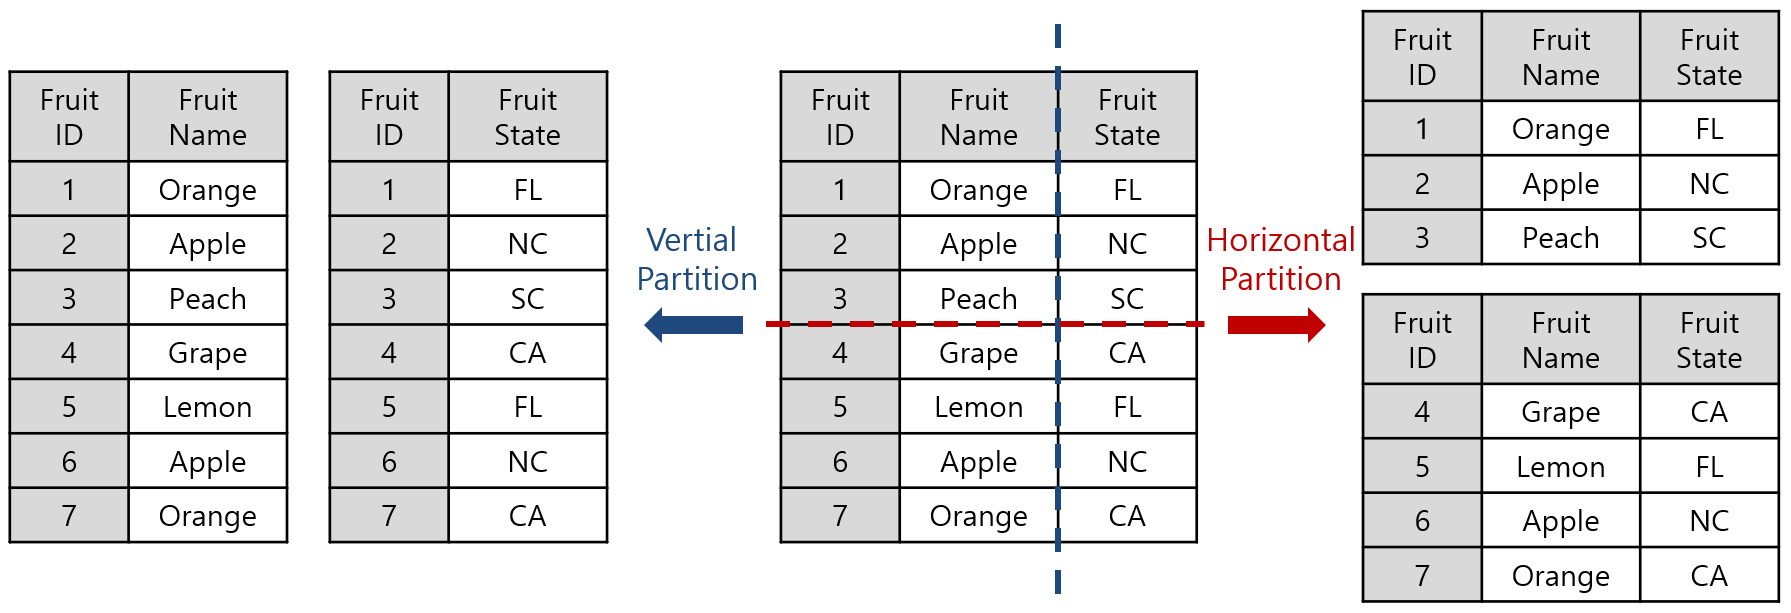 Fruit ID Fruit Name
1 Orange
2 Apple
3 Peach
4 Grape
5 Lemon
6 Apple
7 Orange
Fruit ID Fruit State
1 FL
2 NC
3 SC
4 CA
5 FL
6 NC
7 CA
Vertial
Partition
Fruit ID Fruit Name Fruit State
1 Orange FL
2 Apple NC
3 Peach SC
4 Grape CA
5 Lemon FL
6 Apple NC
7 Orange CA
Horizontal
Partition
Fruit ID Fruit Name Fruit State
1 Orange FL
2 Apple NC
3 Peach SC
Fruit ID Fruit Name Fruit State
4 Grape CA
5 Lemon FL
6 Apple NC
7 Orange CA